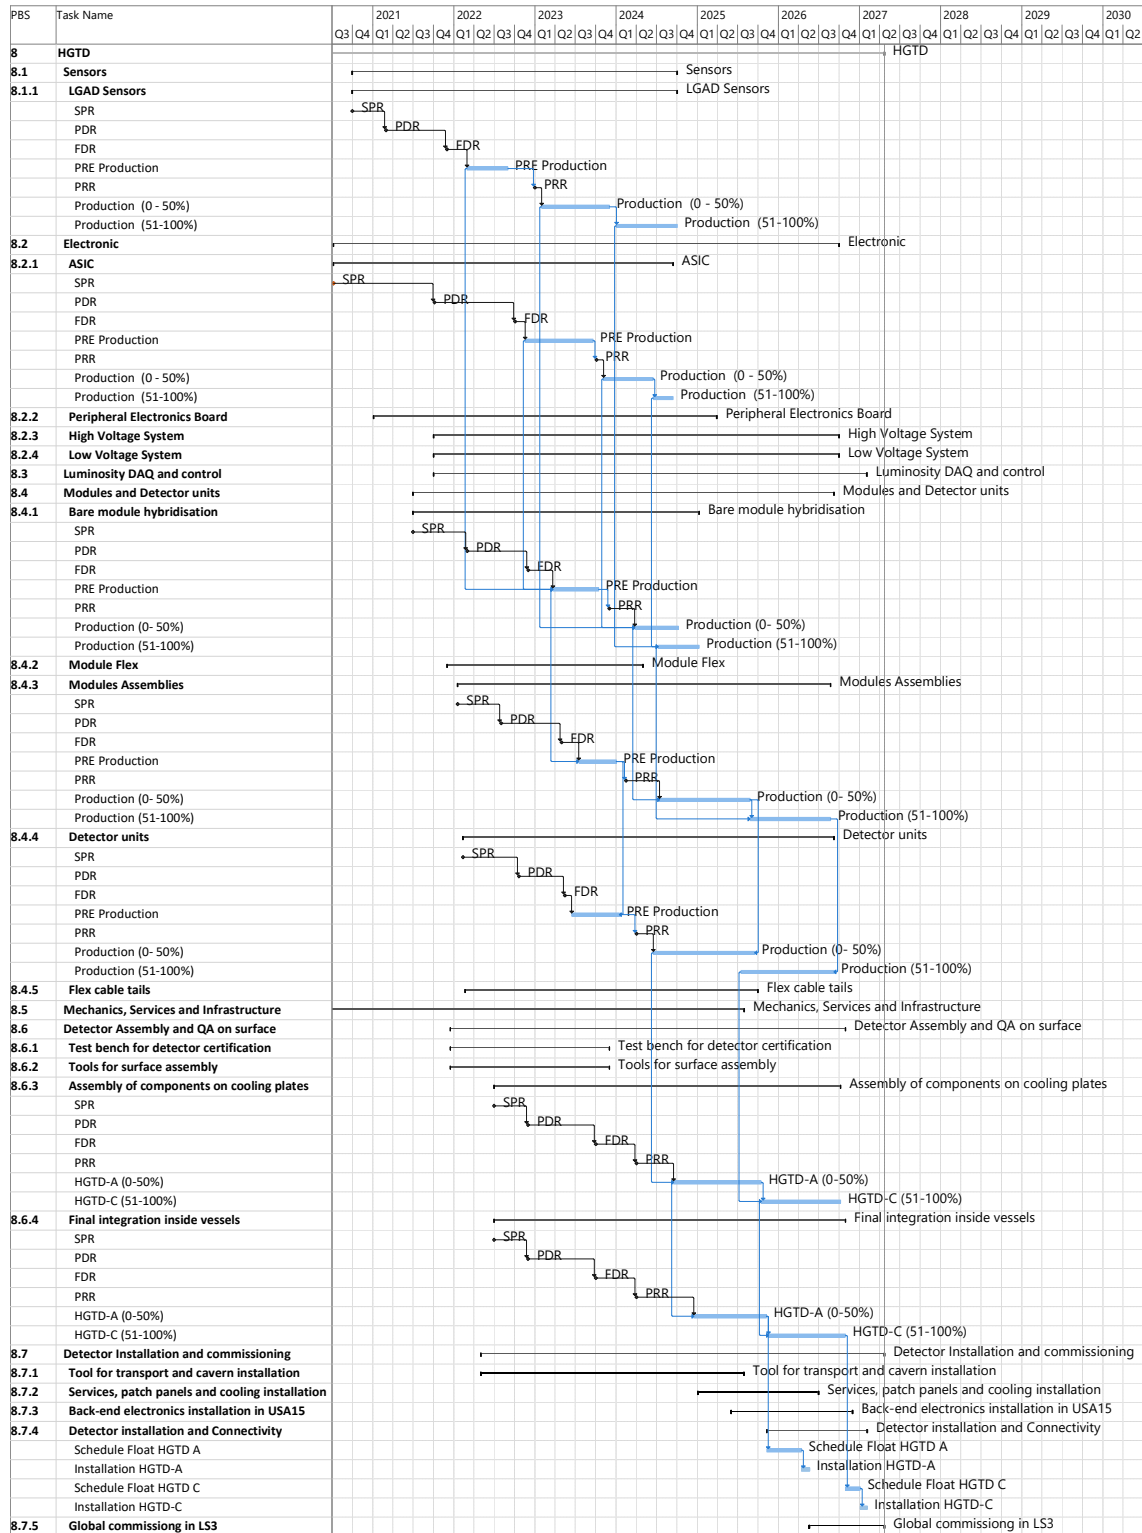 PBS Task Name 2021 2022 2023 2024 2025 2026 2027 2028 2029 2030
Q3 Q4 Q1 Q2 Q3 Q4 Q1 Q2 Q3 Q4 Q1 Q2 Q3 Q4 Q1 Q2 Q3 Q4 Q1 Q2 Q3 Q4 Q1 Q2 Q3 Q4 Q1 Q2 Q3 Q4 Q1 Q2 Q3 Q4 Q1 Q2 Q3 Q4 Q1 Q2
8 HGTD HGTD
8.1 Sensors Sensors
8.1.1 LGAD Sensors LGAD Sensors
SPR SPR
PDR PDR
FDR FDR
PRE Production PRE Production
PRR PRR
Production (0 - 50%) Production (0 - 50%)
Production (51-100%) Production (51-100%)
8.2 Electronic Electronic
8.2.1 ASIC ASIC
SPR SPR
PDR PDR
FDR FDR
PRE Production PRE Production
PRR PRR
Production (0 - 50%) Production (0 - 50%)
Production (51-100%) Production (51-100%)
8.2.2 Peripheral Electronics Board Peripheral Electronics Board
8.2.3 High Voltage System High Voltage System
8.2.4 Low Voltage System Low Voltage System
8.3 Luminosity DAQ and control Luminosity DAQ and control
8.4 Modules and Detector units Modules and Detector units
8.4.1 Bare module hybridisation Bare module hybridisation
SPR SPR
PDR PDR
FDR FDR
PRE Production PRE Production
PRR PRR
Production (0- 50%) Production (0- 50%)
Production (51-100%) Production (51-100%)
8.4.2 Module Flex Module Flex
8.4.3 Modules Assemblies Modules Assemblies
SPR SPR
PDR PDR
FDR FDR
PRE Production PRE Production
PRR PRR
Production (0- 50%) Production (0- 50%)
Production (51-100%) Production (51-100%)
8.4.4 Detector units Detector units
SPR SPR
PDR PDR
FDR FDR
PRE Production PRE Production
PRR PRR
Production (0- 50%) Production (0- 50%)
Production (51-100%) Production (51-100%)
8.4.5 Flex cable tails Flex cable tails
8.5 Mechanics, Services and Infrastructure Mechanics, Services and Infrastructure
8.6 Detector Assembly and QA on surface Detector Assembly and QA on surface
8.6.1 Test bench for detector certification Test bench for detector certification
8.6.2 Tools for surface assembly Tools for surface assembly
8.6.3 Assembly of components on cooling plates Assembly of components on cooling plates
SPR SPR
PDR PDR
FDR FDR
PRR PRR
HGTD-A (0-50%) HGTD-A (0-50%)
HGTD-C (51-100%) HGTD-C (51-100%)
8.6.4 Final integration inside vessels Final integration inside vessels
SPR SPR
PDR PDR
FDR FDR
PRR PRR
HGTD-A (0-50%) HGTD-A (0-50%)
HGTD-C (51-100%) HGTD-C (51-100%)
8.7 Detector Installation and commissioning Detector Installation and commissioning
8.7.1 Tool for transport and cavern installation Tool for transport and cavern installation
8.7.2 Services, patch panels and cooling installation Services, patch panels and cooling installation
8.7.3 Back-end electronics installation in USA15 Back-end electronics installation in USA15
8.7.4 Detector installation and Connectivity Detector installation and Connectivity
Schedule Float HGTD A Schedule Float HGTD A
Installation HGTD-A Installation HGTD-A
Schedule Float HGTD C Schedule Float HGTD C
Installation HGTD-C Installation HGTD-C
8.7.5 Global commissiong in LS3 Global commissiong in LS3